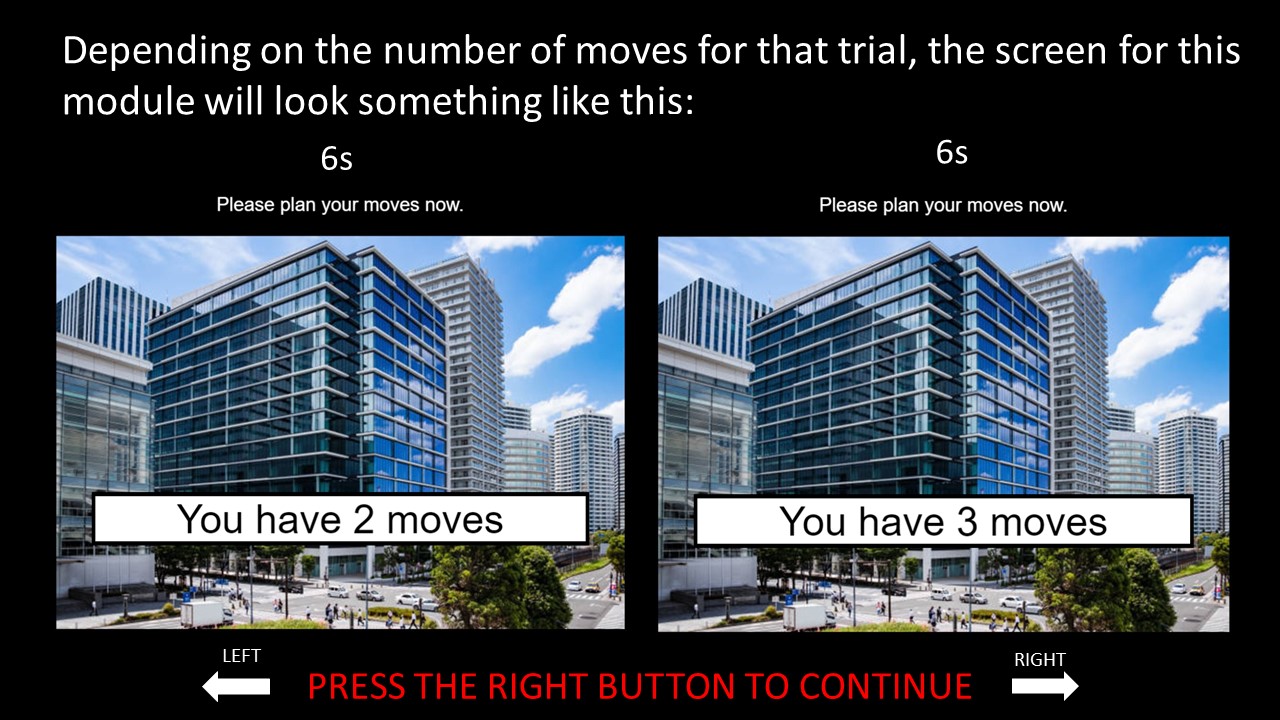 Depending on the number of moves for that trial, the screen for this
module will look something like this:
6s
6s
Please plan your moves now.
Please plan your moves now.
You have 2 moves
You have 3 moves
LEFT
RIGHT
PRESS THE RIGHT BUTTON TO CONTINUE